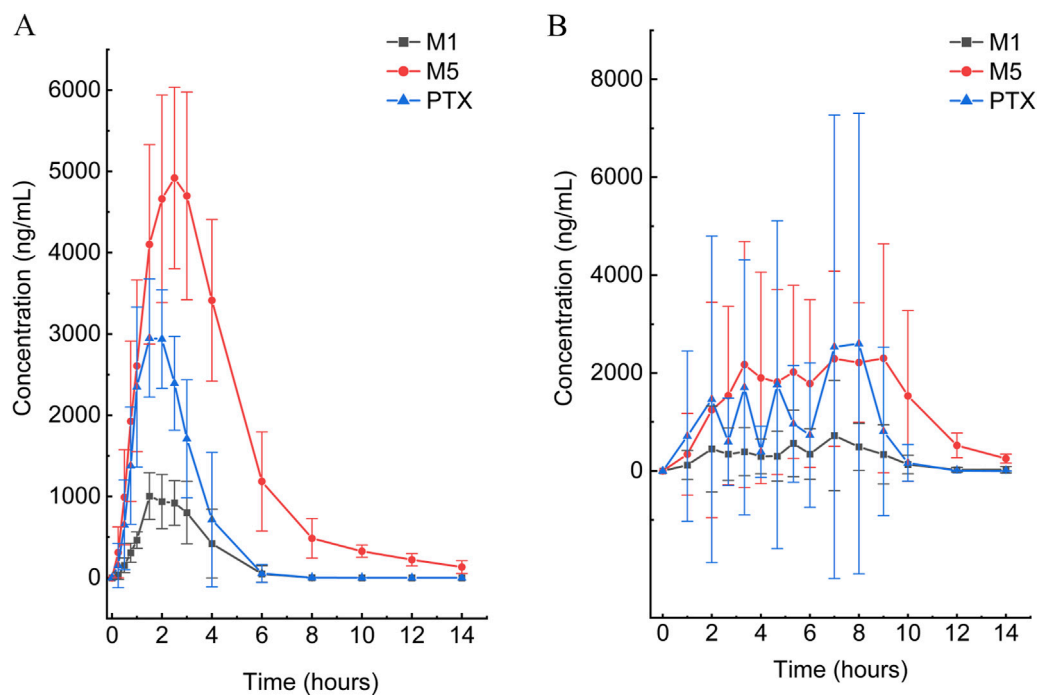 A
M1
M5
PTX
6000
5000
4000
3000
2000
1000
0
Concentration (ng/mL)
0 2 4 6 8 10 12 14
Time (hours)
B
M1
M5
PTX
8000
6000
4000
2000
0
Concentration (ng/mL)
0 2 4 6 8 10 12 14
Time (hours)